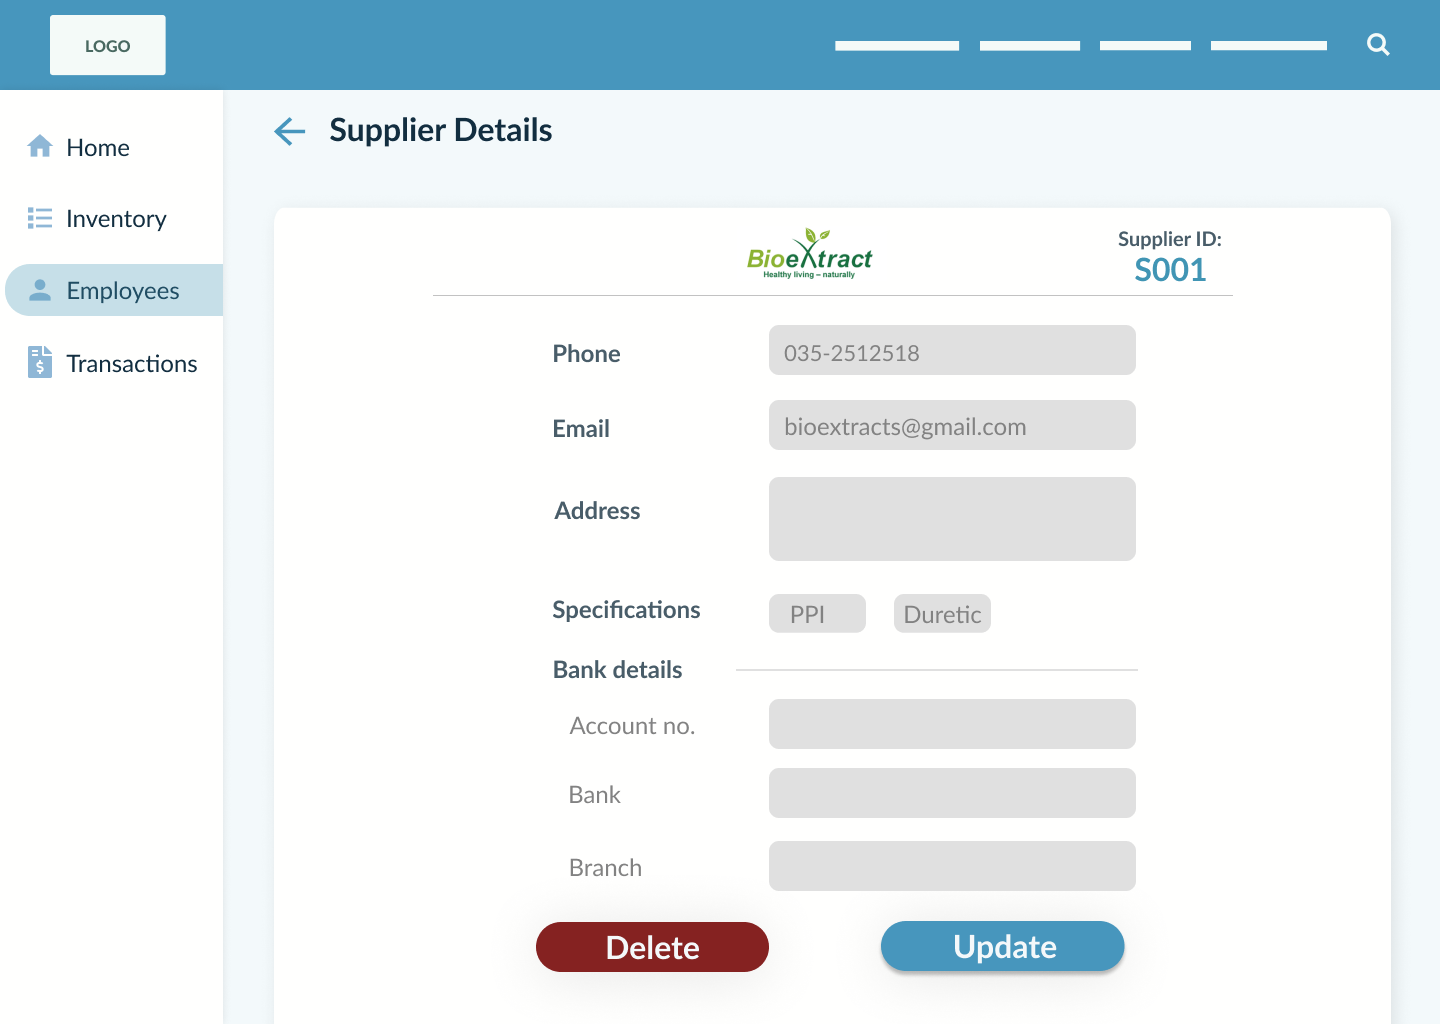 LOGO
Home
Inventory
Employees
Transactions
Supplier Details
Bioextract
Healthy living – naturally
Supplier ID:
S001
Phone
035-2512518
Email
bioextracts@gmail.com
Address
Specifications
PPI
Duretic
Bank details
Account no.
Bank
Branch
Delete
Update